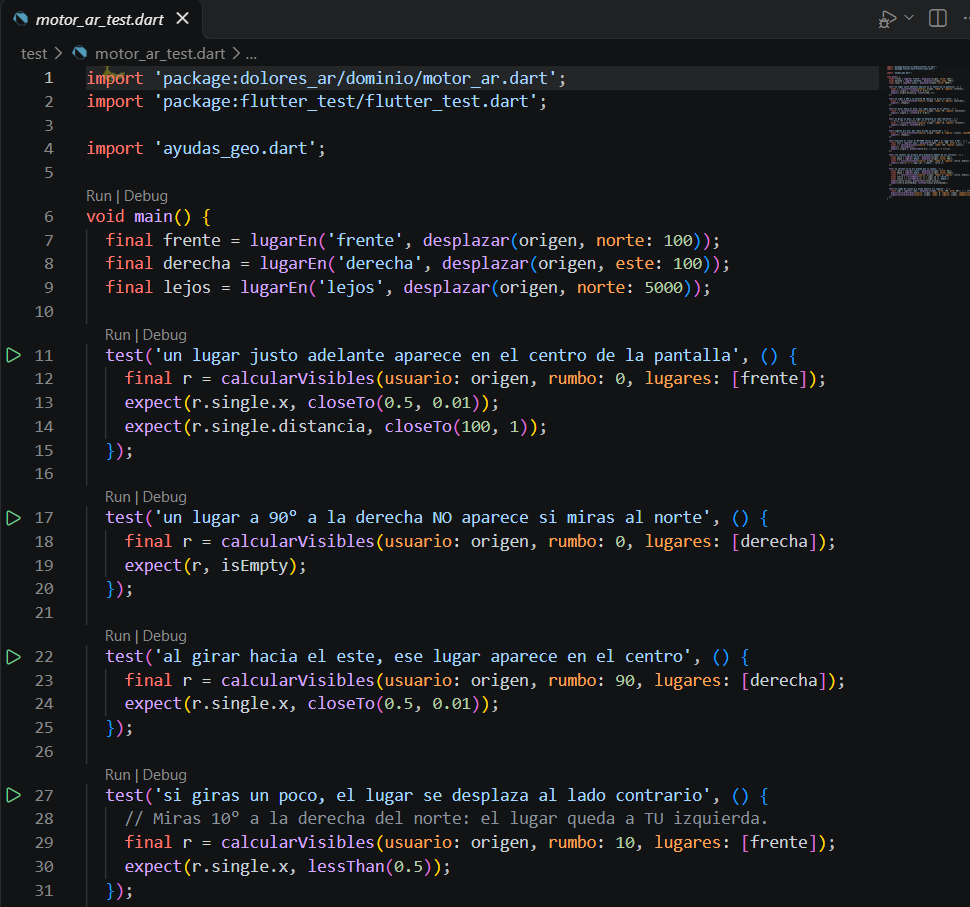 motor_ar_test.dart
test > motor_ar_test.dart > ...
1 import 'package:dolores_ar/dominio/motor_ar.dart';
2 import 'package:flutter_test/flutter_test.dart';
3
4 import 'ayudas_geo.dart';
5
Run | Debug
6 void main() {
7 final frente = lugarEn('frente', desplazar(origen, norte: 100));
8 final derecha = lugarEn('derecha', desplazar(origen, este: 100));
9 final lejos = lugarEn('lejos', desplazar(origen, norte: 5000));
10
Run | Debug
11 test('un lugar justo adelante aparece en el centro de la pantalla', () {
12 final r = calcularVisibles(usuario: origen, rumbo: 0, lugares: [frente]);
13 expect(r.single.x, closeTo(0.5, 0.01));
14 expect(r.single.distancia, closeTo(100, 1));
15 });
16
Run | Debug
17 test('un lugar a 90° a la derecha NO aparece si miras al norte', () {
18 final r = calcularVisibles(usuario: origen, rumbo: 0, lugares: [derecha]);
19 expect(r, isEmpty);
20 });
21
Run | Debug
22 test('al girar hacia el este, ese lugar aparece en el centro', () {
23 final r = calcularVisibles(usuario: origen, rumbo: 90, lugares: [derecha]);
24 expect(r.single.x, closeTo(0.5, 0.01));
25 });
26
Run | Debug
27 test('si giras un poco, el lugar se desplaza al lado contrario', () {
28 // Miras 10° a la derecha del norte: el lugar queda a TU izquierda.
29 final r = calcularVisibles(usuario: origen, rumbo: 10, lugares: [frente]);
30 expect(r.single.x, lessThan(0.5));
31 });